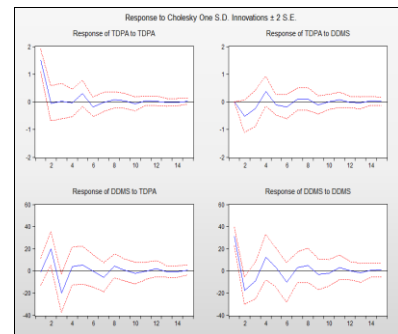 Response to Cholesky One S.D. Innovations ± 2 S.E.
Response of TDPA to TDPA
Response of TDPA to DDMS
2
1
0
-1
-2
2 4 6 8 10 12 14
2
1
0
-1
-2
2 4 6 8 10 12 14
Response of DDMS to TDPA
Response of DDMS to DDMS
60
40
20
0
-20
-40
2 4 6 8 10 12 14
60
40
20
0
-20
-40
2 4 6 8 10 12 14